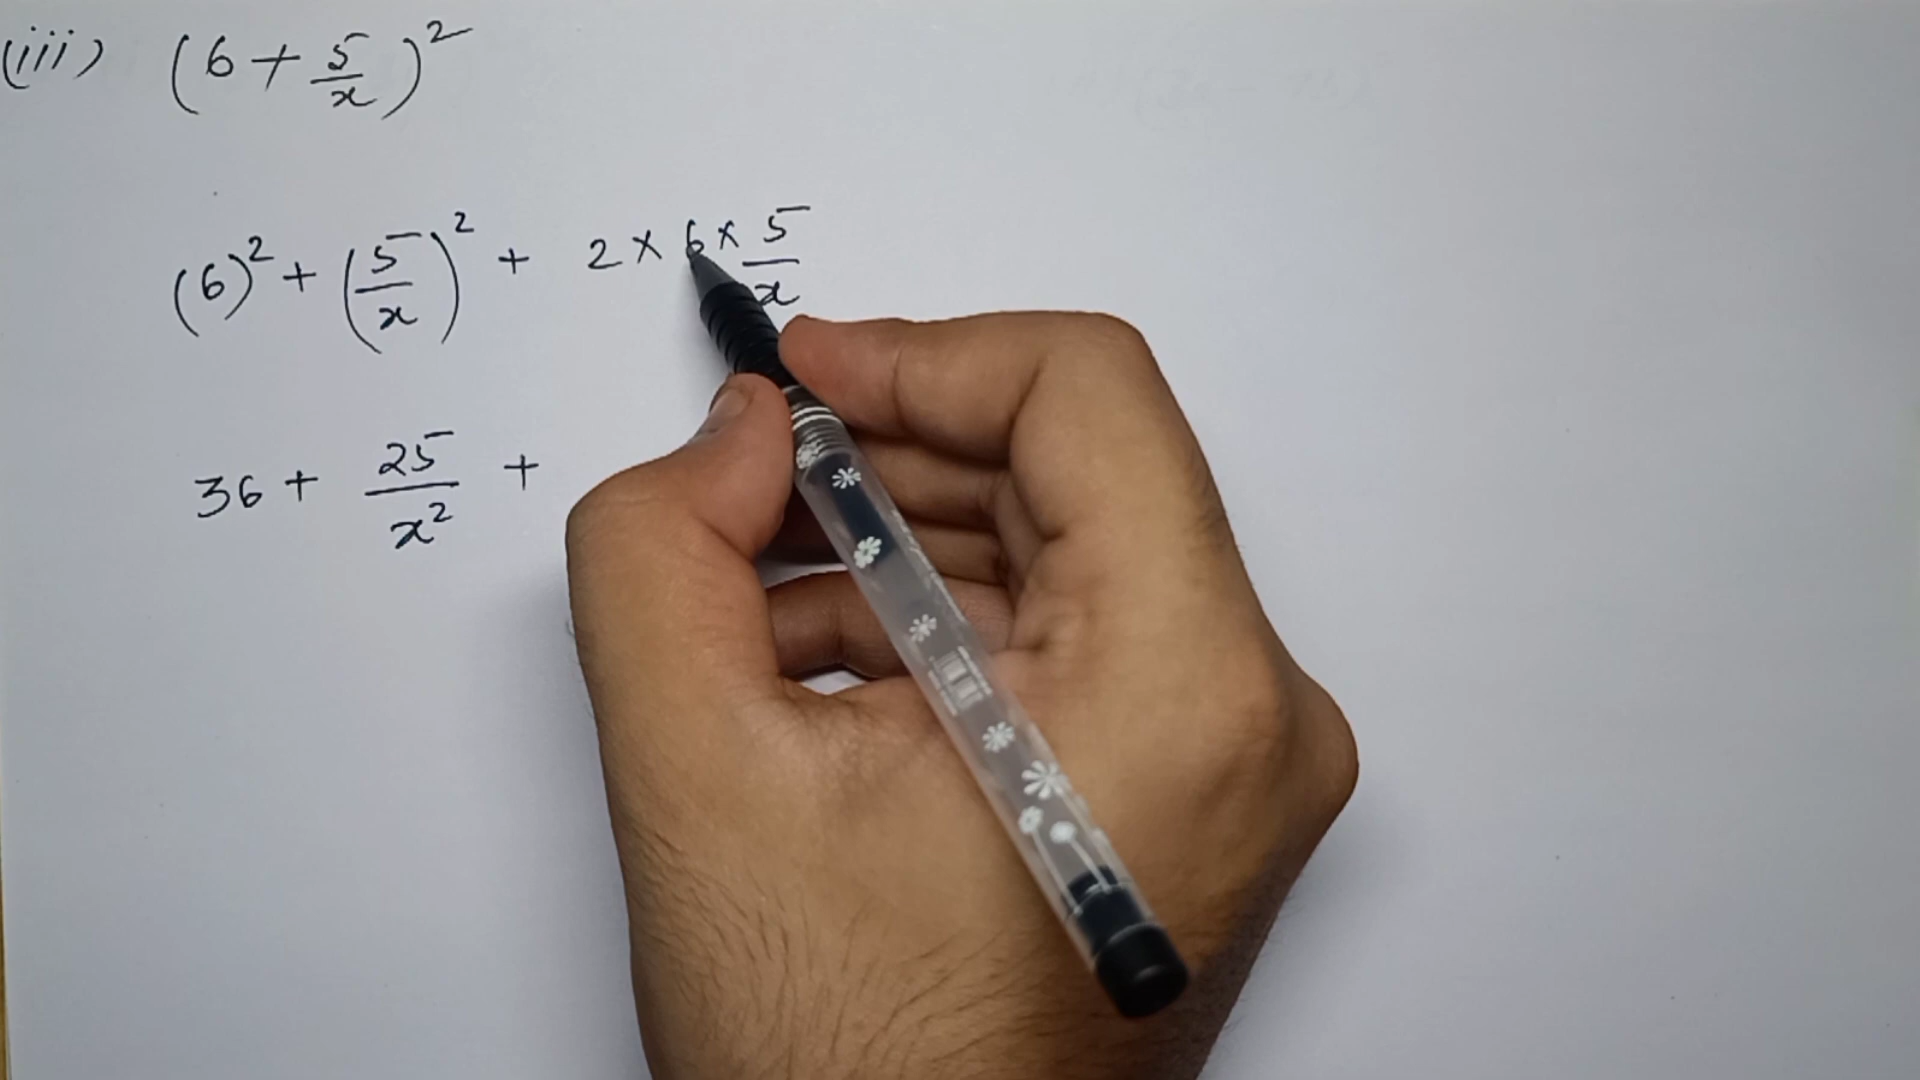 (iii) (6 + 5/x)²
(6)² + (5/x)² + 2 × 6 × 5/x
36 + 25/x² +